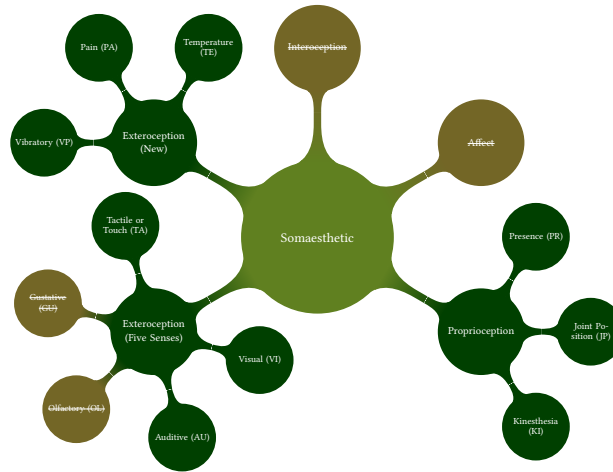 Pain (PA)
Temperature
(TE)
Interoception
Vibratory (VP)
Exteroception
(New)
Affect
Tactile or
Touch (TA)
Somaesthetic
Presence (PR)
Gustative
(GU)
Exteroception
(Five Senses)
Proprioception
Joint Po-
sition (JP)
Visual (VI)
Olfactory (OL)
Auditive (AU)
Kinesthesia
(KI)